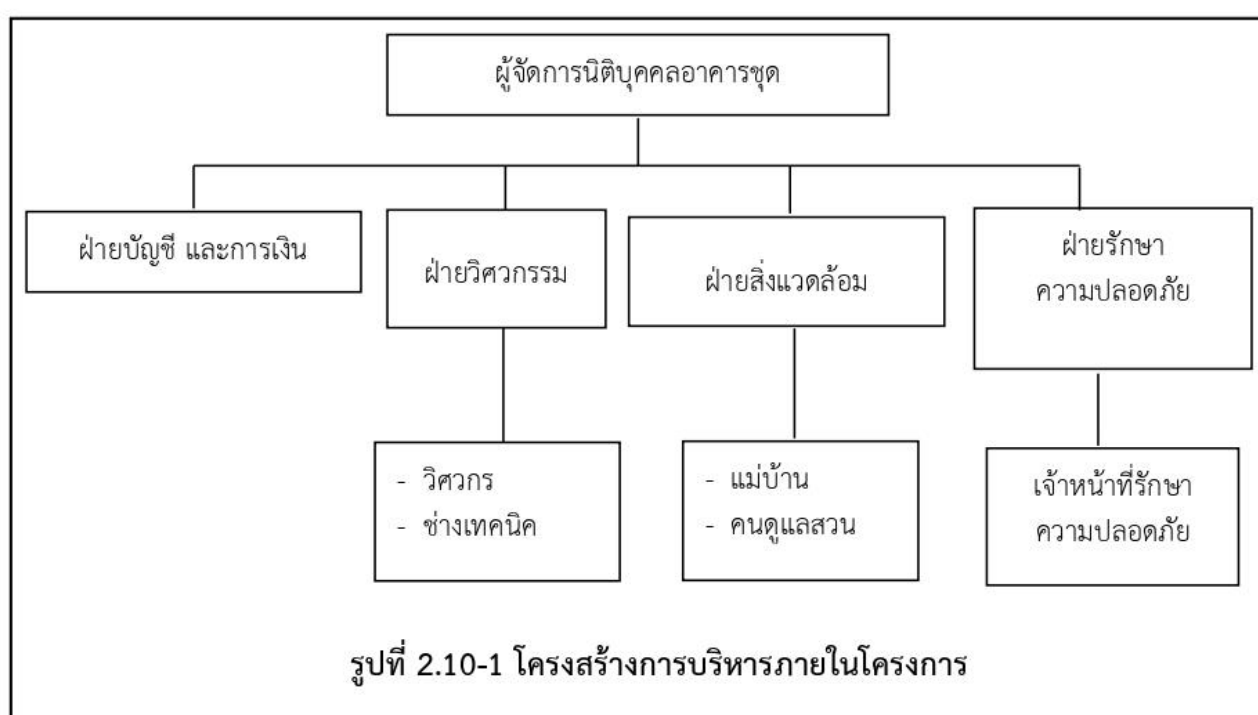 ผู้จัดการนิติบุคคลอาคารชุด
ฝ่ายบัญชี และการเงิน
ฝ่ายวิศวกรรม
ฝ่ายสิ่งแวดล้อม
ฝ่ายรักษา
ความปลอดภัย
- วิศวกร
- ช่างเทคนิค
- แม่บ้าน
- คนดูแลสวน
เจ้าหน้าที่รักษา
ความปลอดภัย
รูปที่ 2.10-1 โครงสร้างการบริหารภายในโครงการ